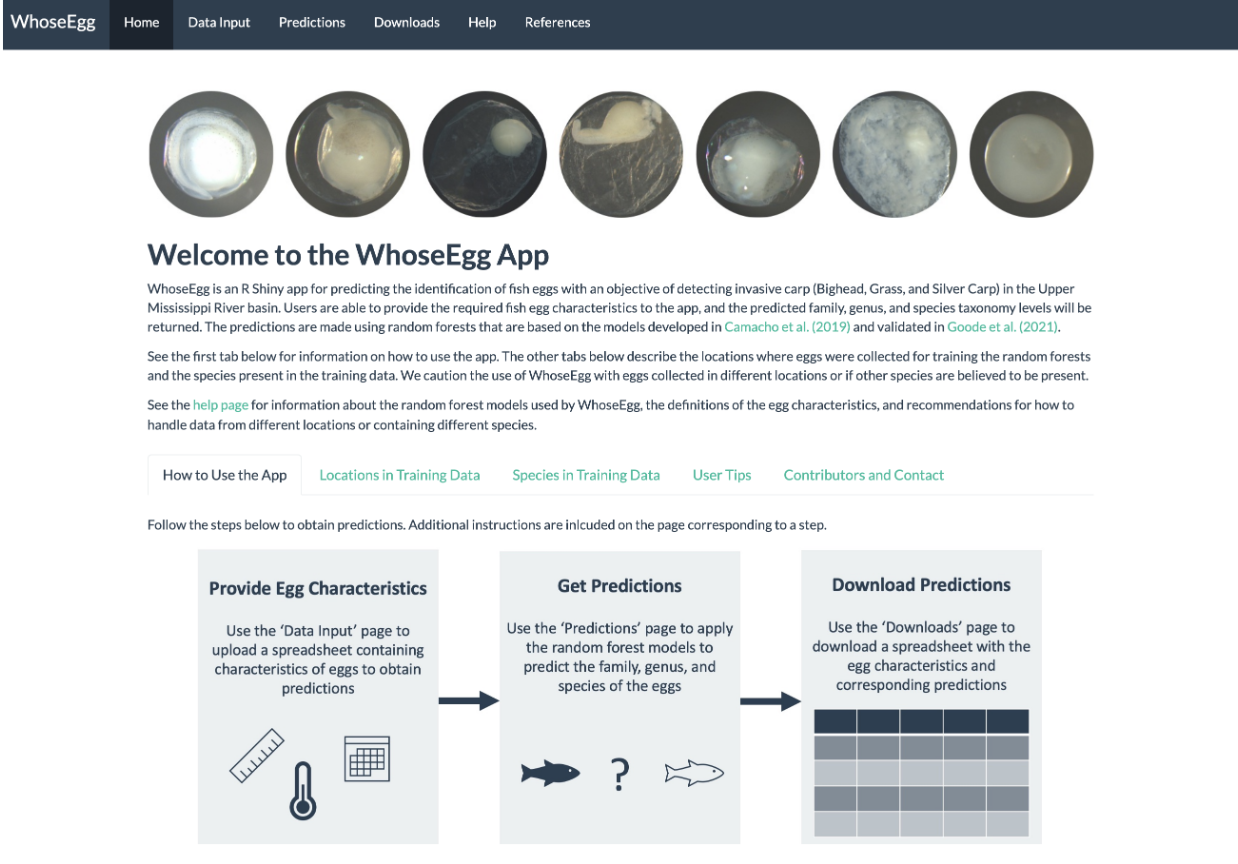 WhoseEgg Home Data Input Predictions Downloads Help References
Welcome to the WhoseEgg App
WhoseEgg is an R Shiny app for predicting the identification of fish eggs with an objective of detecting invasive carp (Bighead, Grass, and Silver Carp) in the Upper
Mississippi River basin. Users are able to provide the required fish egg characteristics to the app, and the predicted family, genus, and species taxonomy levels will be
returned. The predictions are made using random forests that are based on the models developed in Camacho et al. (2019) and validated in Goode et al. (2021).
See the first tab below for information on how to use the app. The other tabs below describe the locations where eggs were collected for training the random forests
and the species present in the training data. We caution the use of WhoseEgg with eggs collected in different locations or if other species are believed to be present.
See the help page for information about the random forest models used by WhoseEgg, the definitions of the egg characteristics, and recommendations for how to
handle data from different locations or containing different species.
How to Use the App Locations in Training Data Species in Training Data User Tips Contributors and Contact
Follow the steps below to obtain predictions. Additional instructions are inlcuded on the page corresponding to a step.
Provide Egg Characteristics
Use the ‘Data Input’ page to
upload a spreadsheet containing
characteristics of eggs to obtain
predictions
Get Predictions
Use the ‘Predictions’ page to apply
the random forest models to
predict the family, genus, and
species of the eggs
?
Download Predictions
Use the ‘Downloads’ page to
download a spreadsheet with the
egg characteristics and
corresponding predictions